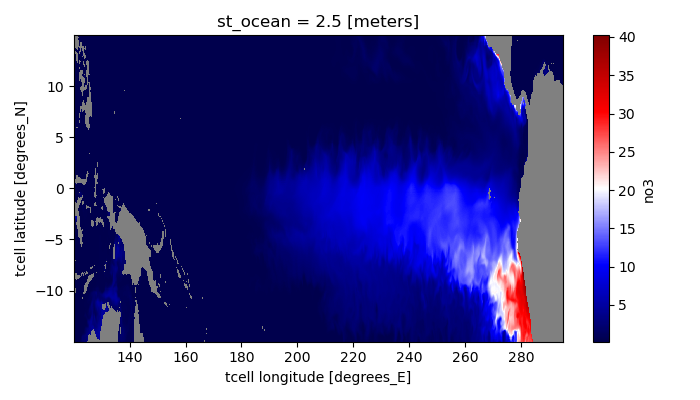 st_ocean = 2.5 [meters]
10
5
0
−5
−10
tcell latitude [degrees_N]
140 160 180 200 220 240 260 280
tcell longitude [degrees_E]
40
35
30
25
20
15
10
5
no3